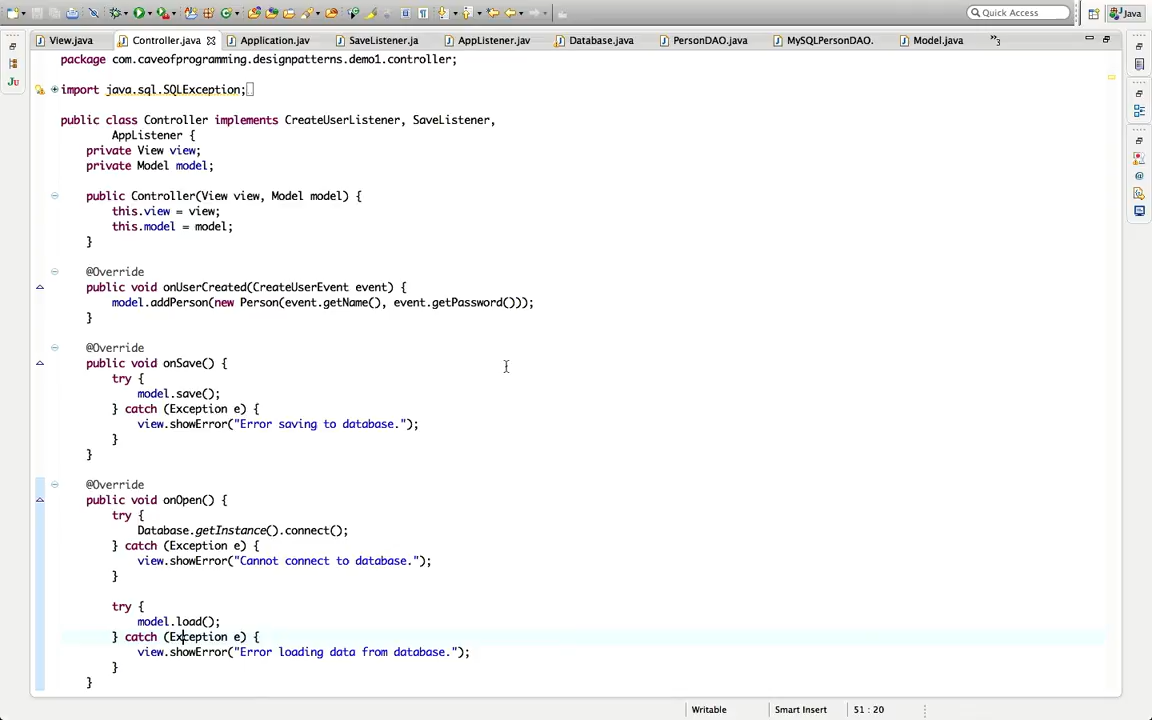 Quick Access
Java
View.java
Controller.java
Application.jav
SaveListener.ja
AppListener.jav
Database.java
PersonDAO.java
MySQLPersonDAO.
Model.java
»3
package com.caveofprogramming.designpatterns.demo1.controller;
import java.sql.SQLException;
public class Controller implements CreateUserListener, SaveListener,
AppListener {
private View view;
private Model model;
public Controller(View view, Model model) {
this.view = view;
this.model = model;
}
@Override
public void onUserCreated(CreateUserEvent event) {
model.addPerson(new Person(event.getName(), event.getPassword()));
}
@Override
public void onSave() {
try {
model.save();
} catch (Exception e) {
view.showError("Error saving to database.");
}
}
@Override
public void onOpen() {
try {
Database.getInstance().connect();
} catch (Exception e) {
view.showError("Cannot connect to database.");
}
try {
model.load();
} catch (Exception e) {
view.showError("Error loading data from database.");
}
}
Writable
Smart Insert
51 : 20